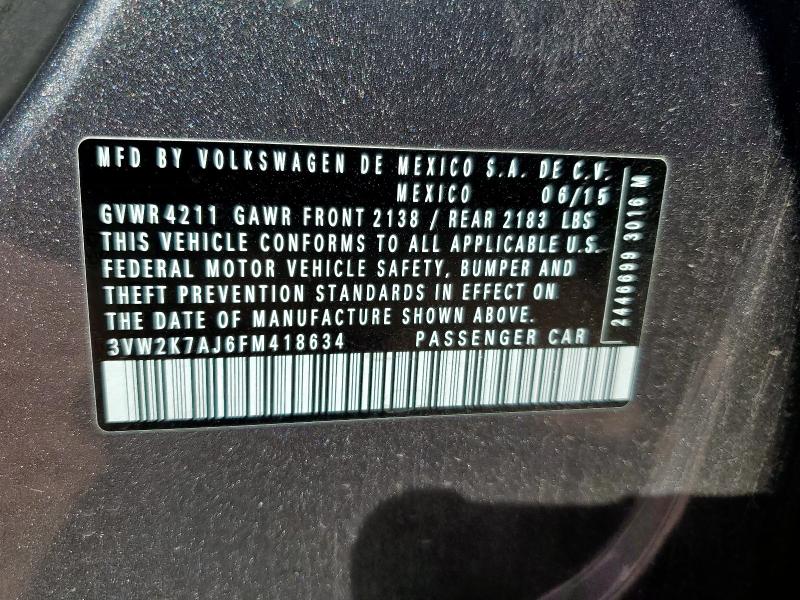 MFD BY VOLKSWAGEN DE MEXICO S.A. DE C.V.
MEXICO 06/15
GVWR 4211 GAWR FRONT 2138 / REAR 2183 LBS
THIS VEHICLE CONFORMS TO ALL APPLICABLE U.S.
FEDERAL MOTOR VEHICLE SAFETY, BUMPER AND
THEFT PREVENTION STANDARDS IN EFFECT ON
THE DATE OF MANUFACTURE SHOWN ABOVE.
3VW2K7AJ6FM418634 PASSENGER CAR
2446699 3016 M